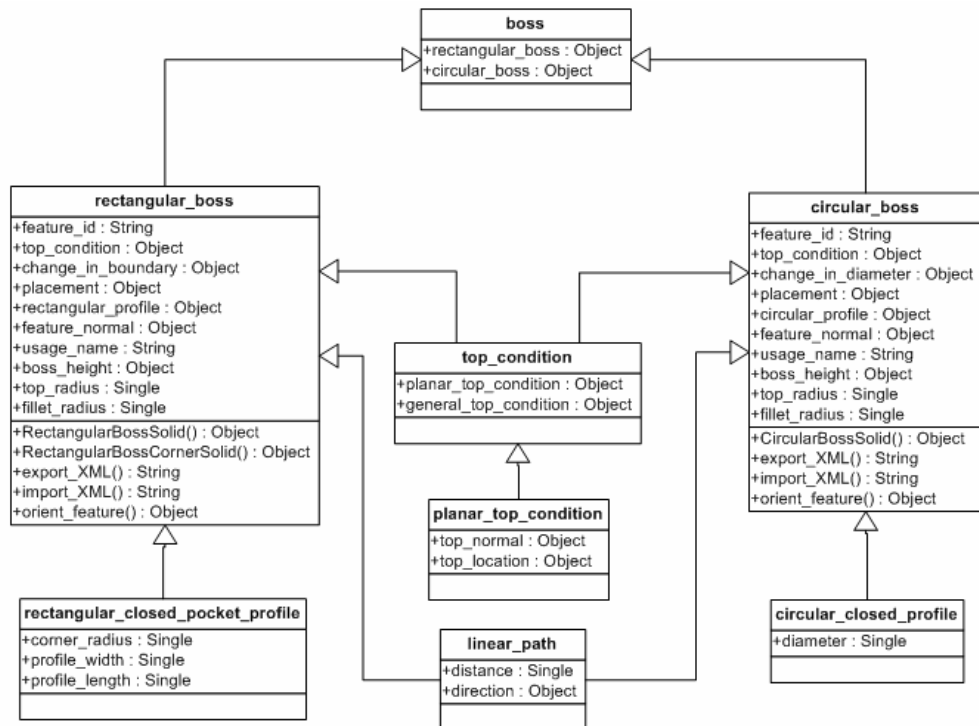 boss
+rectangular_boss : Object
+circular_boss : Object
rectangular_boss
+feature_id : String
+top_condition : Object
+change_in_boundary : Object
+placement : Object
+rectangular_profile : Object
+feature_normal : Object
+usage_name : String
+boss_height : Object
+top_radius : Single
+fillet_radius : Single
+RectangularBossSolid() : Object
+RectangularBossCornerSolid() : Object
+export_XML() : String
+import_XML() : String
+orient_feature() : Object
circular_boss
+feature_id : String
+top_condition : Object
+change_in_diameter : Object
+placement : Object
+circular_profile : Object
+feature_normal : Object
+usage_name : String
+boss_height : Object
+top_radius : Single
+fillet_radius : Single
+CircularBossSolid() : Object
+export_XML() : String
+import_XML() : String
+orient_feature() : Object
top_condition
+planar_top_condition : Object
+general_top_condition : Object
planar_top_condition
+top_normal : Object
+top_location : Object
rectangular_closed_pocket_profile
+corner_radius : Single
+profile_width : Single
+profile_length : Single
linear_path
+distance : Single
+direction : Object
circular_closed_profile
+diameter : Single